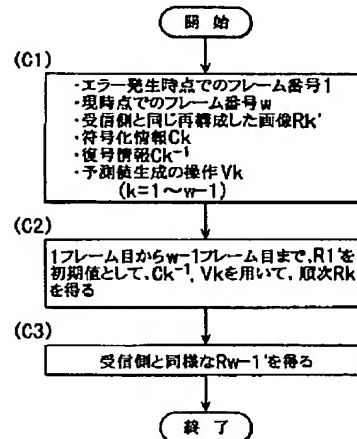 開始
(C1)
・エラー発生時点でのフレーム番号1
・現時点でのフレーム番号w
・受信側と同じ再構成した画像Rk'
・符号化情報Ck
・復号情報Ck⁻¹
・予測値生成の操作Vk
(k=1〜w-1)
(C2)
1フレーム目からw-1フレーム目まで、R1'を
初期値として、Ck⁻¹, Vkを用いて, 順次Rk
を得る
(C3)
受信側と同様なRw-1'を得る
終了